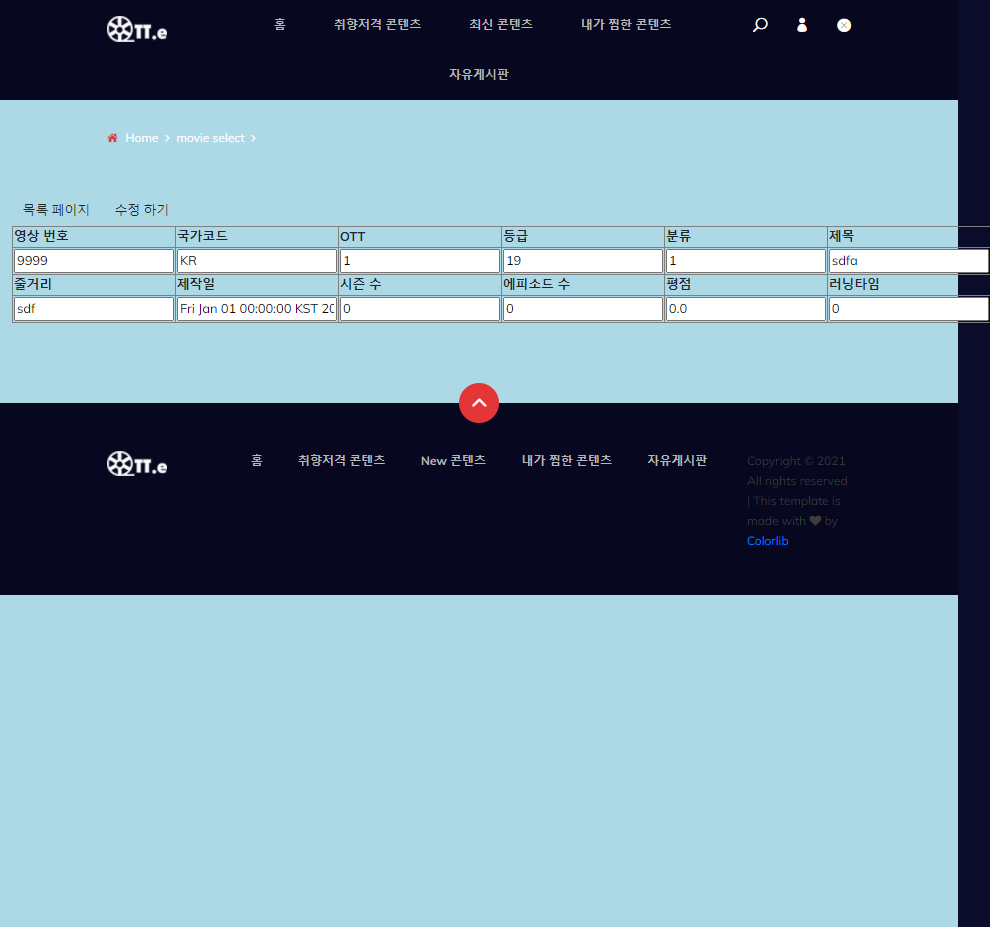 OTT.e 홈 취향저격 콘텐츠 최신 콘텐츠 내가 찜한 콘텐츠
자유게시판
Home movie select
목록 페이지 수정 하기
영상 번호 국가코드 OTT 등급 분류 제목
9999 KR 1 19 1 sdfa
줄거리 제작일 시즌 수 에피소드 수 평점 러닝타임
sdf Fri Jan 01 00:00:00 KST 20 0 0 0.0 0
OTT.e 홈 취향저격 콘텐츠 New 콘텐츠 내가 찜한 콘텐츠 자유게시판
Copyright © 2021
All rights reserved
| This template is
made with ♥ by
Colorlib